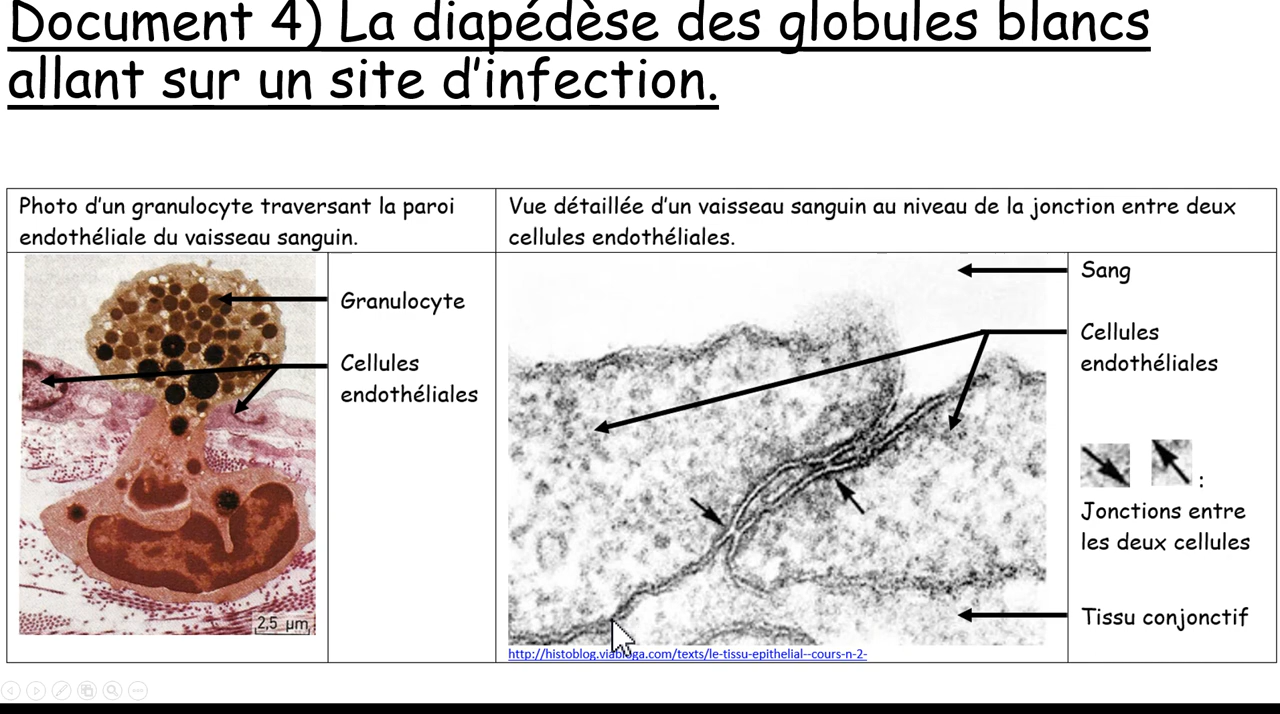 Document 4) La diapédèse des globules blancs
allant sur un site d'infection.
Photo d'un granulocyte traversant la paroi
endothéliale du vaisseau sanguin.
Vue détaillée d'un vaisseau sanguin au niveau de la jonction entre deux
cellules endothéliales.
Granulocyte
Cellules
endothéliales
2,5 µm
Sang
Cellules
endothéliales
:
Jonctions entre
les deux cellules
Tissu conjonctif
http://histoblog.viabloga.com/texts/le-tissu-epithelial--cours-n-2-